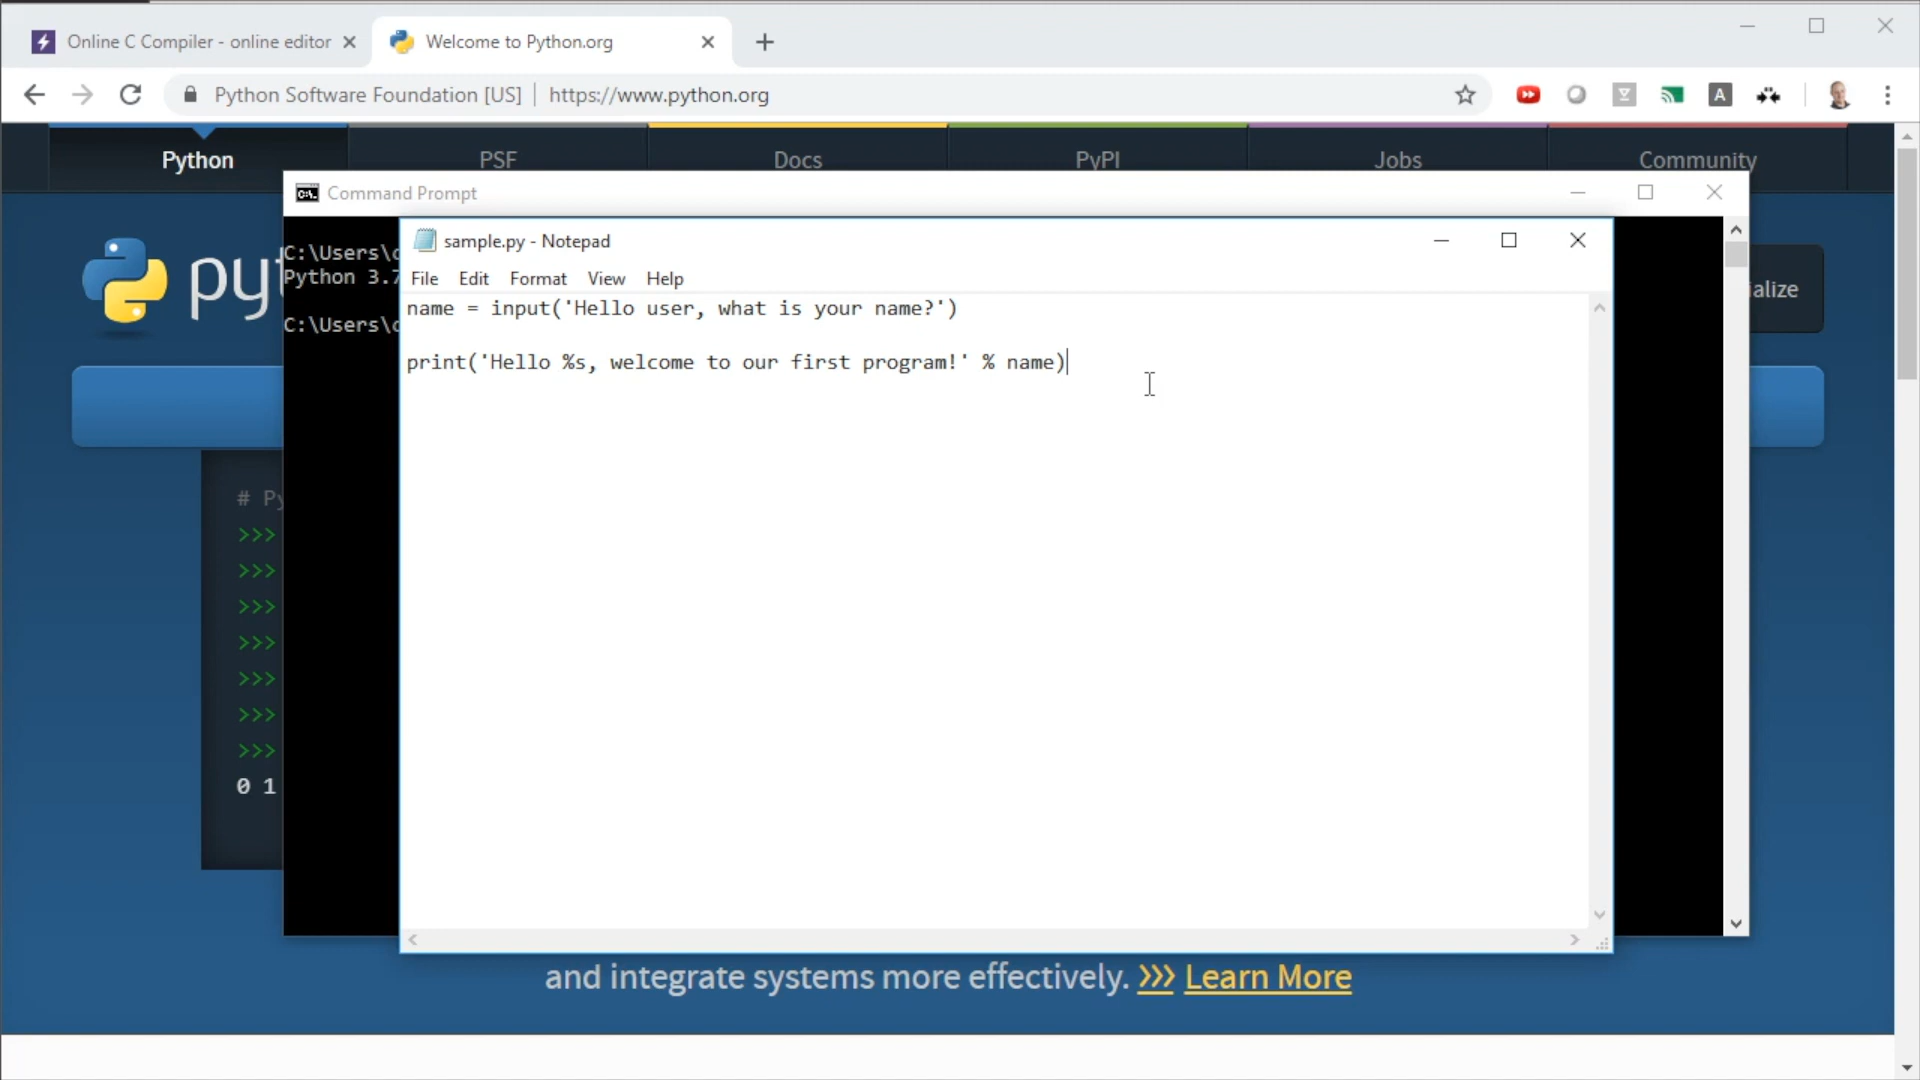 Online C Compiler - online editor
Welcome to Python.org
Python Software Foundation [US] | https://www.python.org
A
Python
PSF
Docs
PyPI
Jobs
Community
Command Prompt
C:\Users\
Python 3.7
C:\Users\
sample.py - Notepad
File Edit Format View Help
name = input('Hello user, what is your name?')
print('Hello %s, welcome to our first program!' % name)
pyt
ialize
# Py
>>>
>>>
>>>
>>>
>>>
>>>
>>>
0 1
and integrate systems more effectively. >>> Learn More